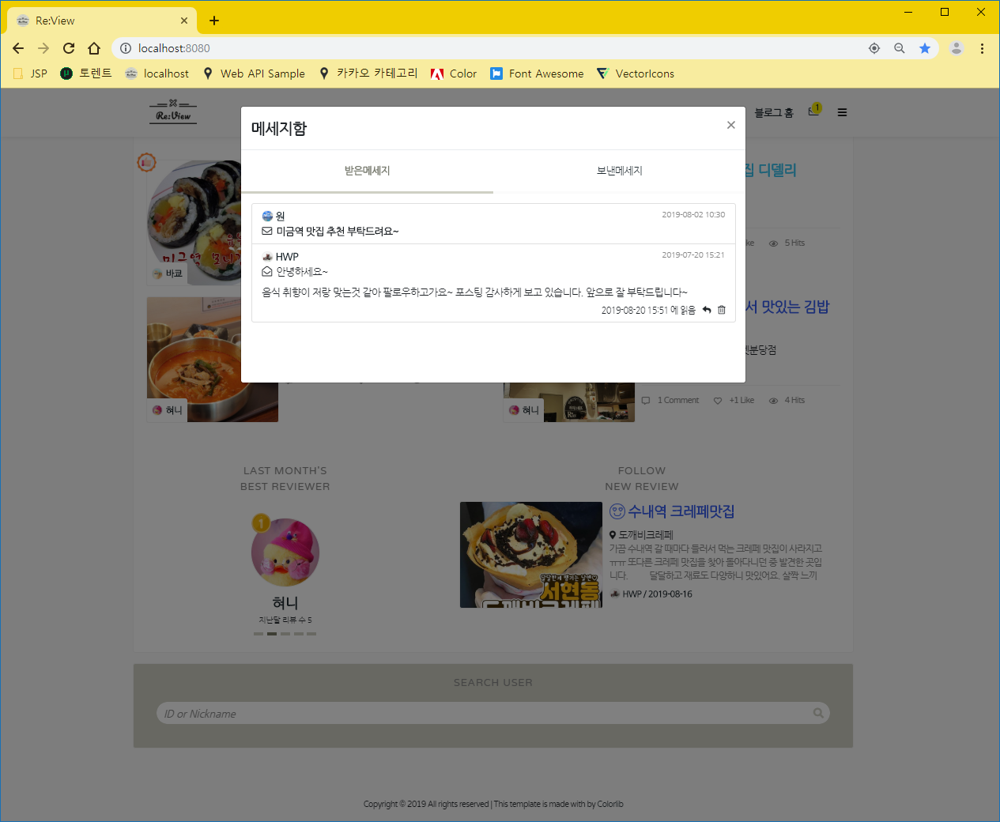 Re:View
localhost:8080
JSP
토렌트
localhost
Web API Sample
카카오 카테고리
Color
Font Awesome
VectorIcons
Re:View
블로그 홈
1
메세지함
×
받은메세지
보낸메세지
원
2019-08-02 10:30
미금역 맛집 추천 부탁드려요~
HWP
2019-07-20 15:21
안녕하세요~
음식 취향이 저랑 맞는것 같아 팔로우하고가요~ 포스팅 감사하게 보고 있습니다. 앞으로 잘 부탁드립니다~
2019-08-20 15:51 에 읽음
집 디델리
ke
5 Hits
미금역
바쿄
서 맛있는 김밥
분당점
혀니
혀니
1 Comment
+1 Like
4 Hits
LAST MONTH'S
BEST REVIEWER
1
혀니
지난달 리뷰 수 5
FOLLOW
NEW REVIEW
서현동
도깨비크레페
수내역 크레페맛집
도깨비크레페
가끔 수내역 갈 때마다 들러서 먹는 크레페 맛집이 사라지고
ㅠㅠ 또다른 크레페 맛집을 찾아 돌아다니던 중 발견한 곳입
니다. 달달하고 재료도 다양하니 맛있어요. 살짝 느끼
HWP / 2019-08-16
SEARCH USER
ID or Nickname
Copyright © 2019 All rights reserved | This template is made with by Colorlib